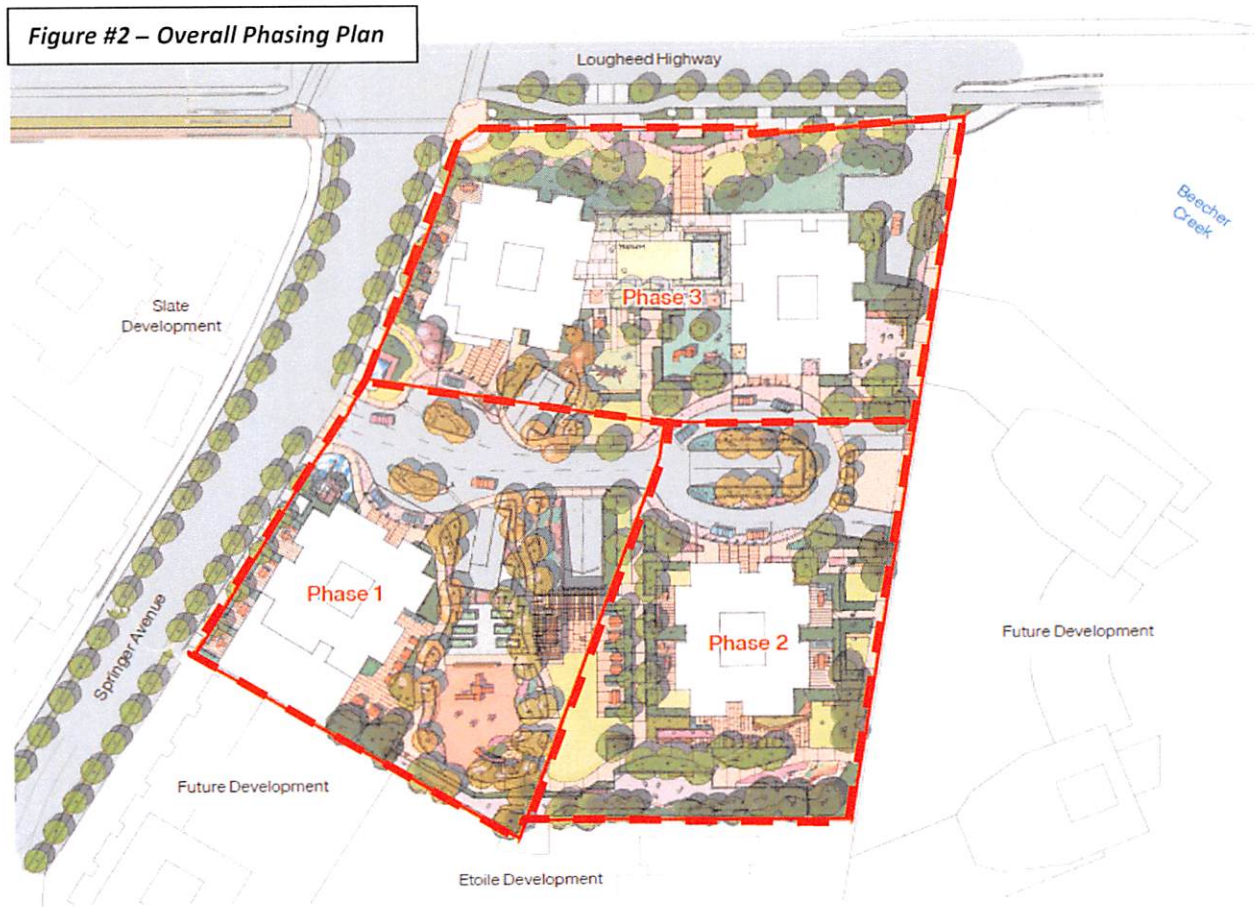 Figure #2 – Overall Phasing Plan
Lougheed Highway
Beecher
Creek
Slate
Development
Phase 3
Phase 1
Phase 2
Springer Avenue
Future Development
Future Development
Etoile Development